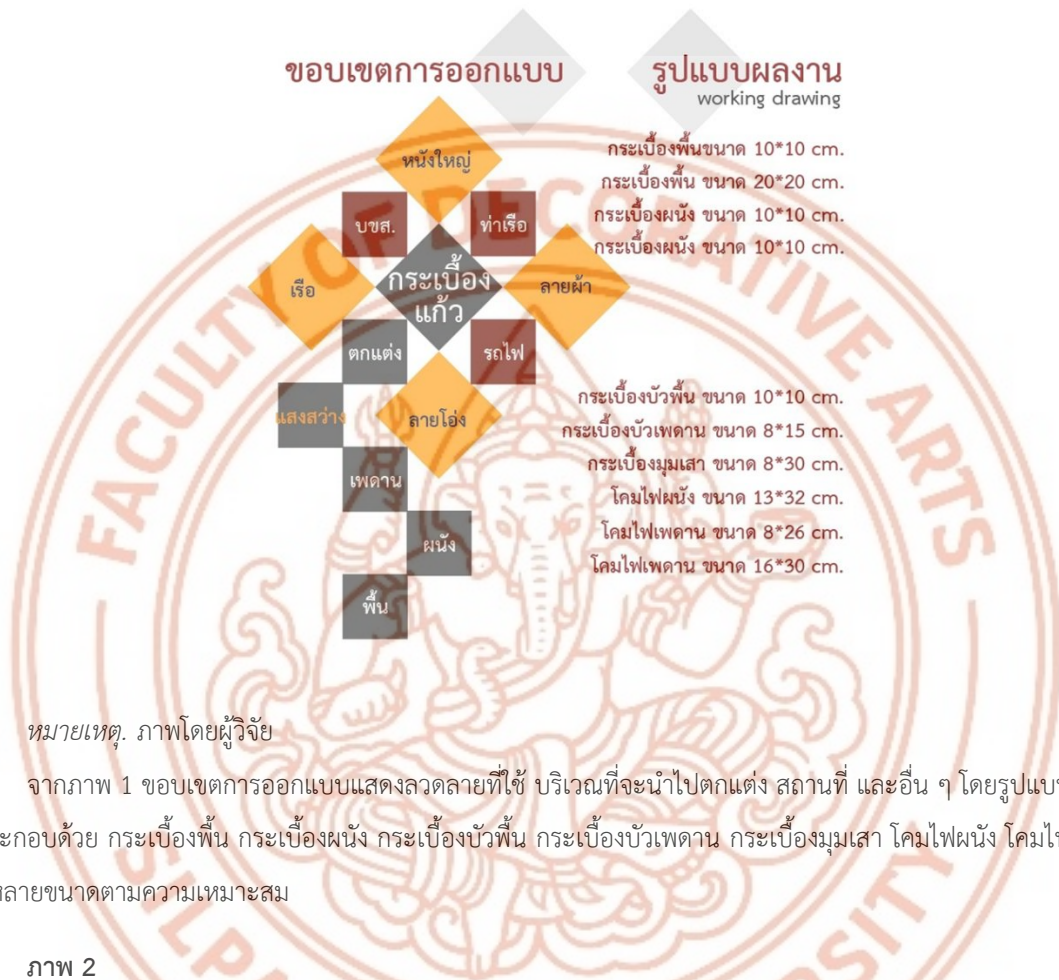 ขอบเขตการออกแบบ
รูปแบบผลงาน
working drawing
หนังใหญ่
บขส.
ท่าเรือ
เรือ
กระเบื้อง
แก้ว
ลายผ้า
ตกแต่ง
รถไฟ
แสงสว่าง
ลายโอ่ง
เพดาน
ผนัง
พื้น
กระเบื้องพื้นขนาด 10*10 cm.
กระเบื้องพื้น ขนาด 20*20 cm.
กระเบื้องผนัง ขนาด 10*10 cm.
กระเบื้องผนัง ขนาด 10*10 cm.
กระเบื้องบัวพื้น ขนาด 10*10 cm.
กระเบื้องบัวเพดาน ขนาด 8*15 cm.
กระเบื้องมุมเสา ขนาด 8*30 cm.
โคมไฟผนัง ขนาด 13*32 cm.
โคมไฟเพดาน ขนาด 8*26 cm.
โคมไฟเพดาน ขนาด 16*30 cm.
FACULTY OF DECORATIVE ARTS
หมายเหตุ. ภาพโดยผู้วิจัย
จากภาพ 1 ขอบเขตการออกแบบแสดงลวดลายที่ใช้ บริเวณที่จะนำไปตกแต่ง สถานที่ และอื่น ๆ โดยรูปแบบ
ะกอบด้วย กระเบื้องพื้น กระเบื้องผนัง กระเบื้องบัวพื้น กระเบื้องบัวเพดาน กระเบื้องมุมเสา โคมไฟผนัง โคมไ
หลายขนาดตามความเหมาะสม
ภาพ 2